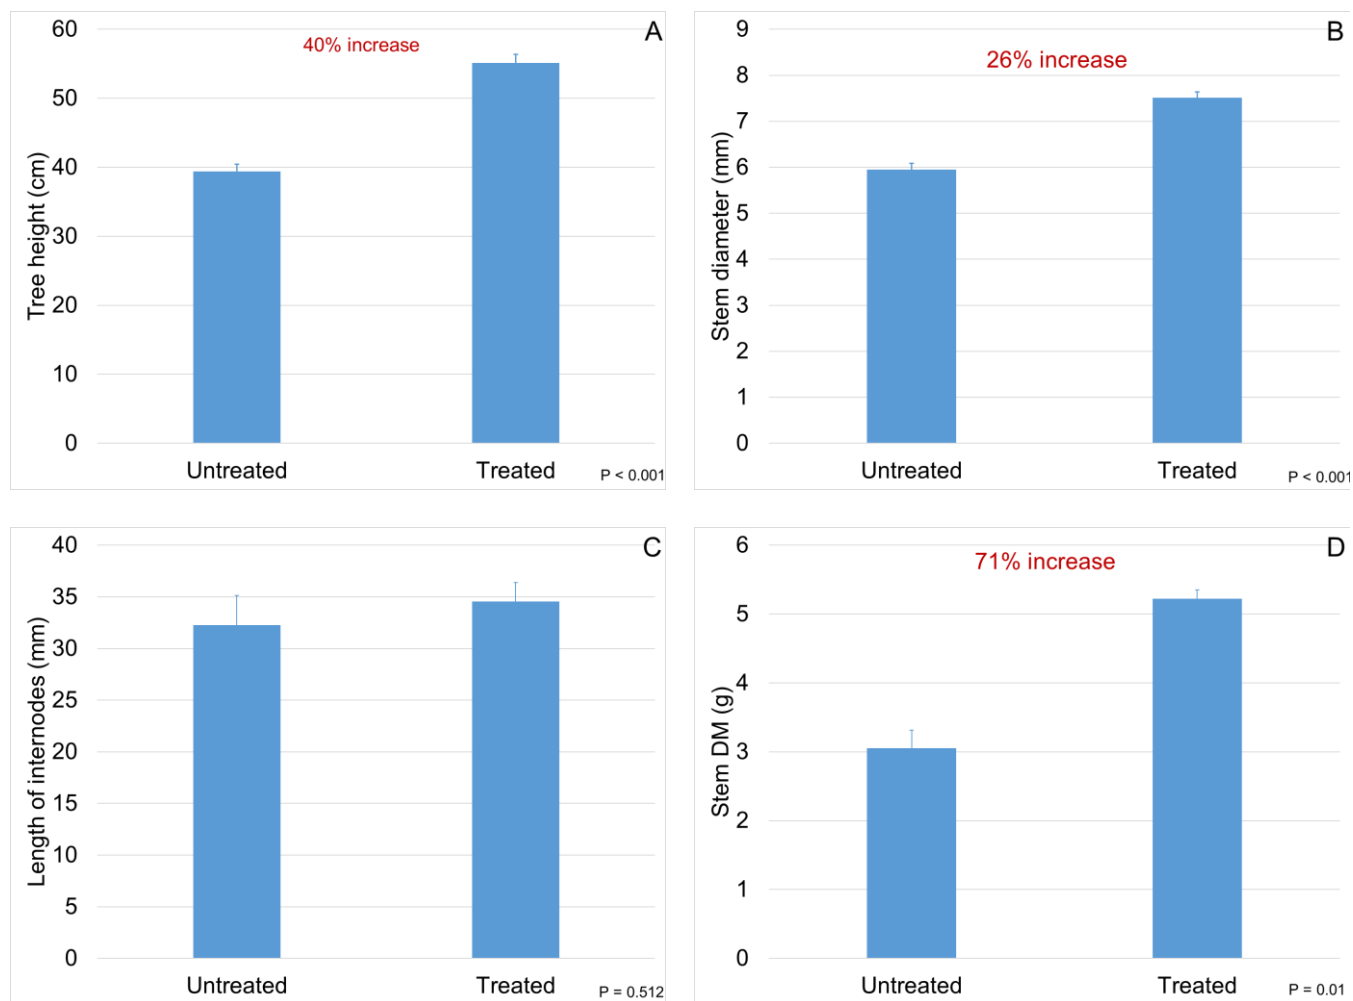 A
40% increase
60
50
40
30
20
10
0
Tree height (cm)
Untreated
Treated
P < 0.001
B
26% increase
9
8
7
6
5
4
3
2
1
0
Stem diameter (mm)
Untreated
Treated
P < 0.001
C
40
35
30
25
20
15
10
5
0
Length of internodes (mm)
Untreated
Treated
P = 0.512
D
71% increase
6
5
4
3
2
1
0
Stem DM (g)
Untreated
Treated
P = 0.01